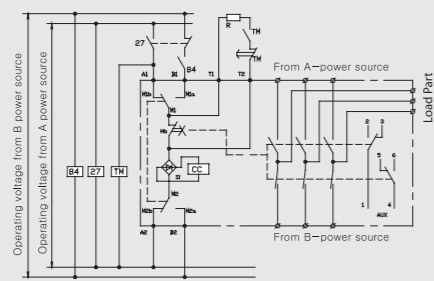 Operating voltage from B power source
Operating voltage from A power source
27
84
R
TM
TM
A1
B1
T1
T2
From A-power source
Load Part
M1b
M1a
M1
Hb
84
27
TM
CC
S1
M2
M2b
M2a
2
3
5
6
1
4
AUX
A2
B2
From B-power source